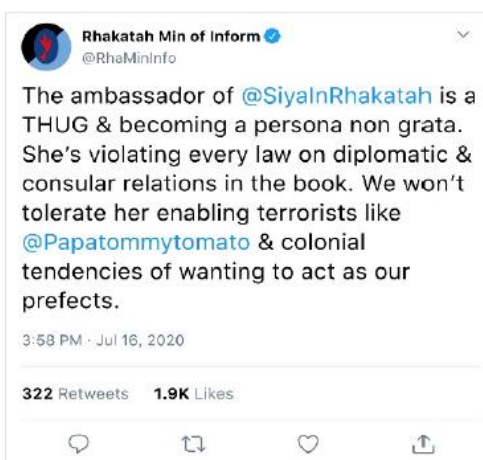 Rhakatah Min of Inform
@RhaMinInfo
The ambassador of @SiyaInRhakatah is a
THUG & becoming a persona non grata.
She's violating every law on diplomatic &
consular relations in the book. We won't
tolerate her enabling terrorists like
@Papatommytomato & colonial
tendencies of wanting to act as our
prefects.
3:58 PM · Jul 16, 2020
322 Retweets 1.9K Likes